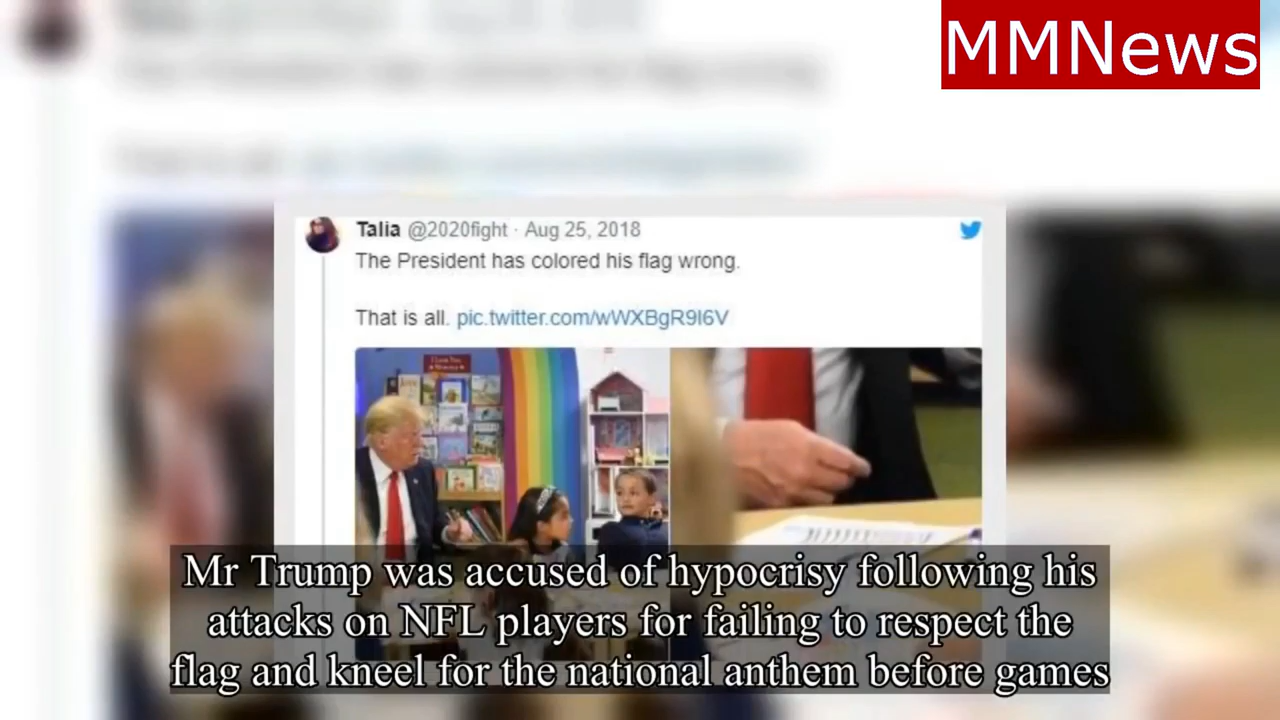 MMNews
Talia @2020fight · Aug 25, 2018
The President has colored his flag wrong.
That is all. pic.twitter.com/wWXBgR9I6V
Mr Trump was accused of hypocrisy following his
attacks on NFL players for failing to respect the
flag and kneel for the national anthem before games